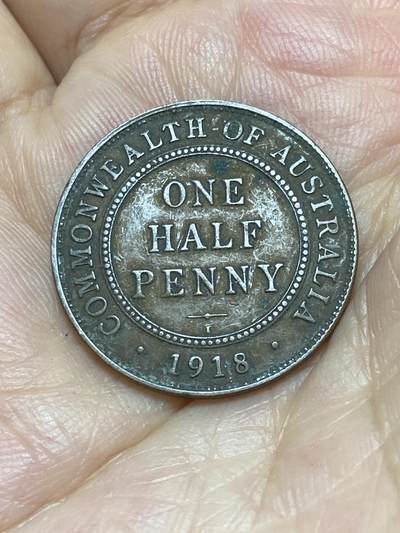 COMMONWEALTH OF AUSTRALIA
ONE
HALF
PENNY
I
· 1918 ·